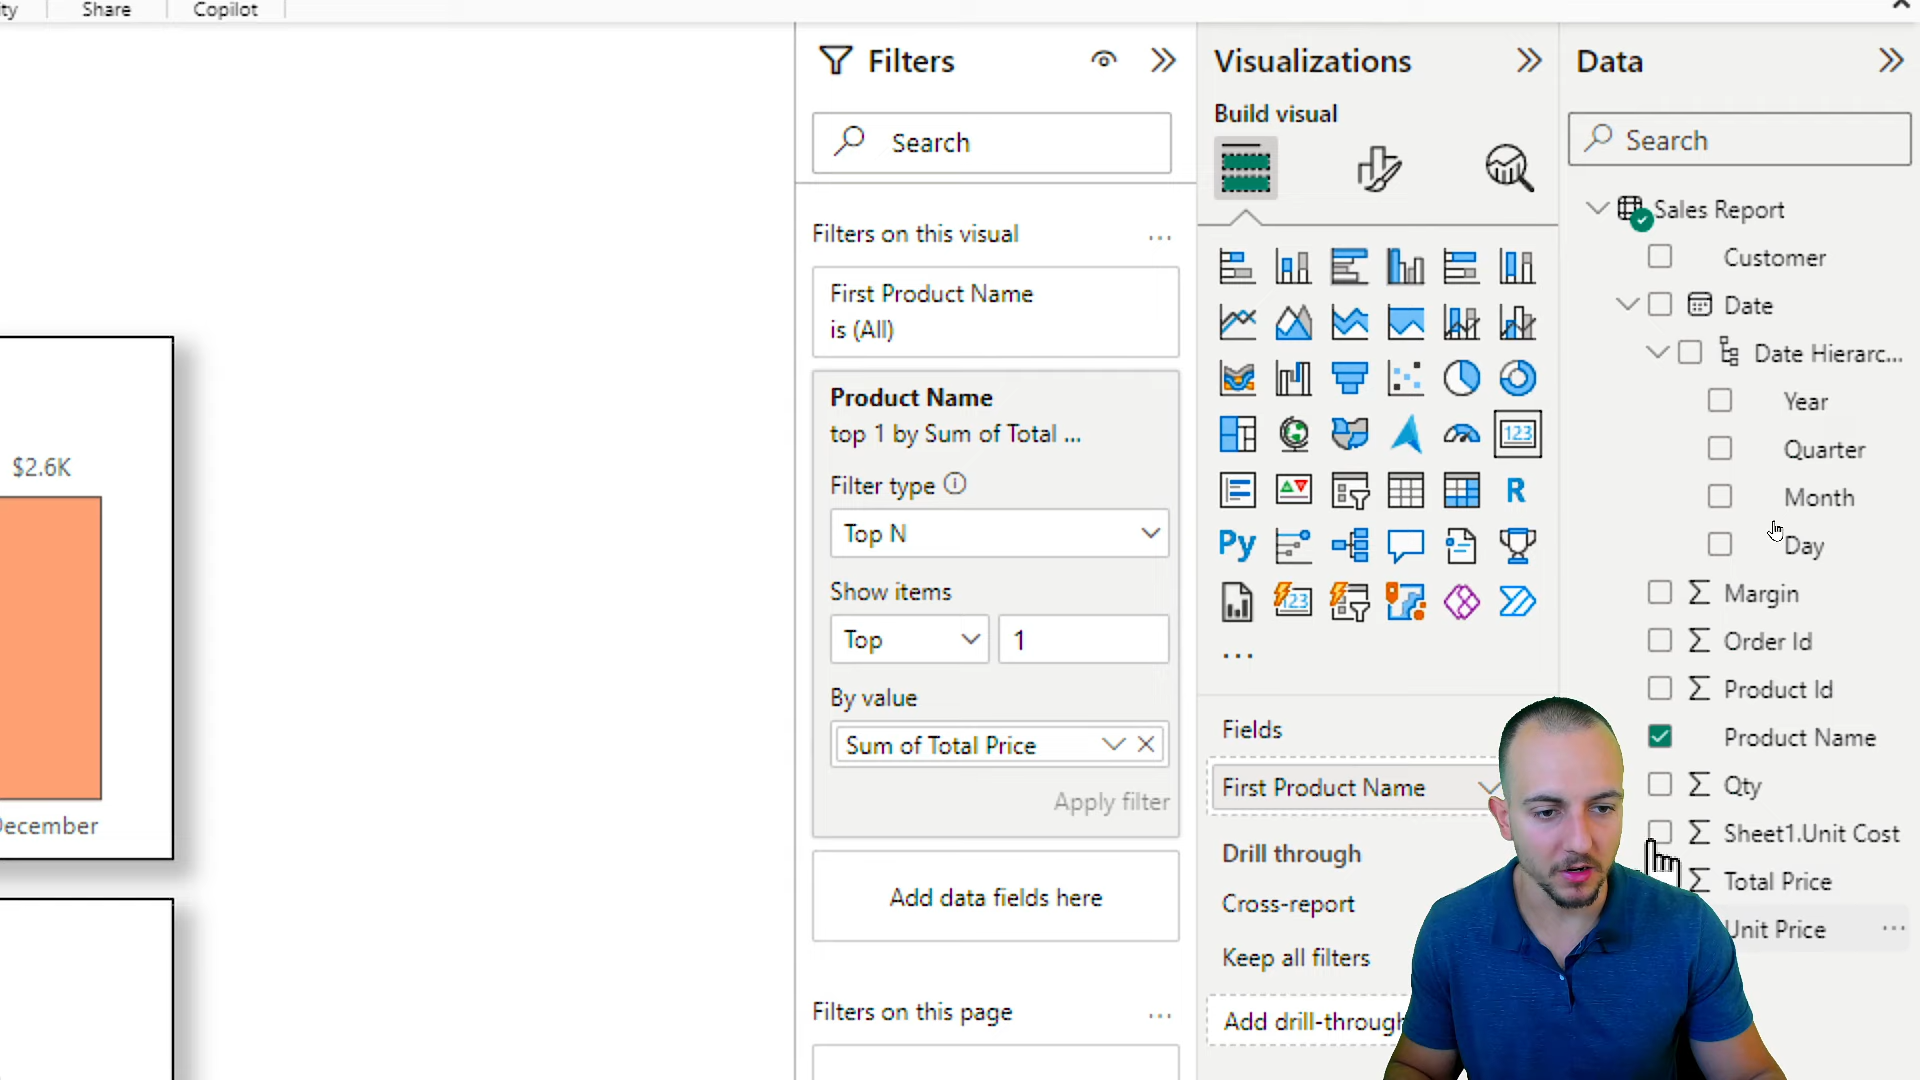 ity
Share
Copilot
$2.6K
December
Filters
Search
Filters on this visual
...
First Product Name
is (All)
Product Name
top 1 by Sum of Total ...
Filter type
Top N
Show items
Top
1
By value
Sum of Total Price
Apply filter
Add data fields here
Filters on this page
...
Visualizations
Build visual
123
R
Py
123
...
Fields
First Product Name
Drill through
Cross-report
Keep all filters
Add drill-through
Data
Search
Sales Report
Customer
Date
Date Hierarc...
Year
Quarter
Month
Day
Σ Margin
Σ Order Id
Σ Product Id
Product Name
Σ Qty
Σ Sheet1.Unit Cost
Σ Total Price
Unit Price ...